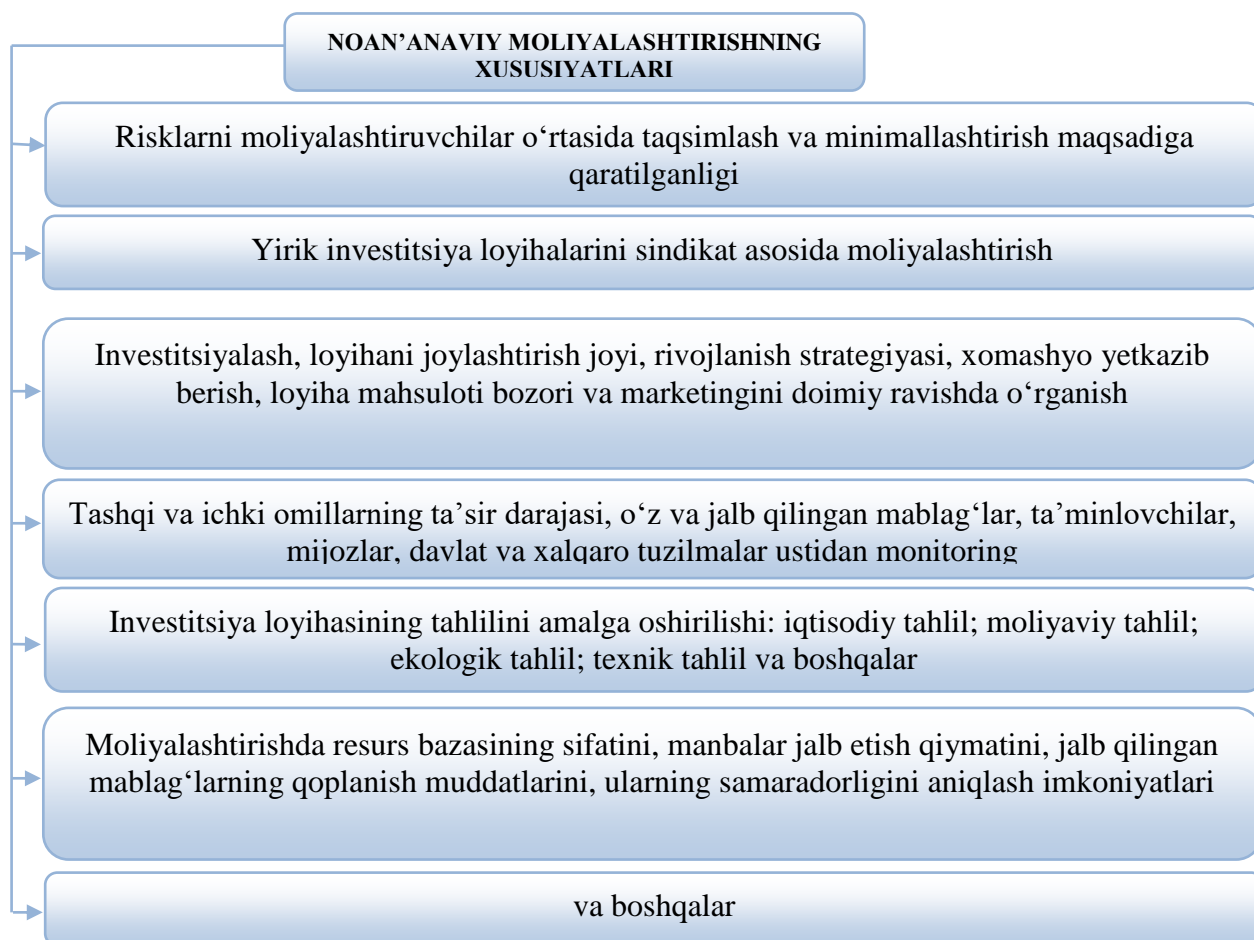 NOAN’ANAVIY MOLIYALASHTIRISHNING
XUSUSIYATLARI
Risklarni moliyalashtiruvchilar o‘rtasida taqsimlash va minimallashtirish maqsadiga
qaratilganligi
Yirik investitsiya loyihalarini sindikat asosida moliyalashtirish
Investitsiyalash, loyihani joylashtirish joyi, rivojlanish strategiyasi, xomashyo yetkazib
berish, loyiha mahsuloti bozori va marketingini doimiy ravishda o‘rganish
Tashqi va ichki omillarning ta’sir darajasi, o‘z va jalb qilingan mablag‘lar, ta’minlovchilar,
mijozlar, davlat va xalqaro tuzilmalar ustidan monitoring
Investitsiya loyihasining tahlilini amalga oshirilishi: iqtisodiy tahlil; moliyaviy tahlil;
ekologik tahlil; texnik tahlil va boshqalar
Moliyalashtirishda resurs bazasining sifatini, manbalar jalb etish qiymatini, jalb qilingan
mablag‘larning qoplanish muddatlarini, ularning samaradorligini aniqlash imkoniyatlari
va boshqalar